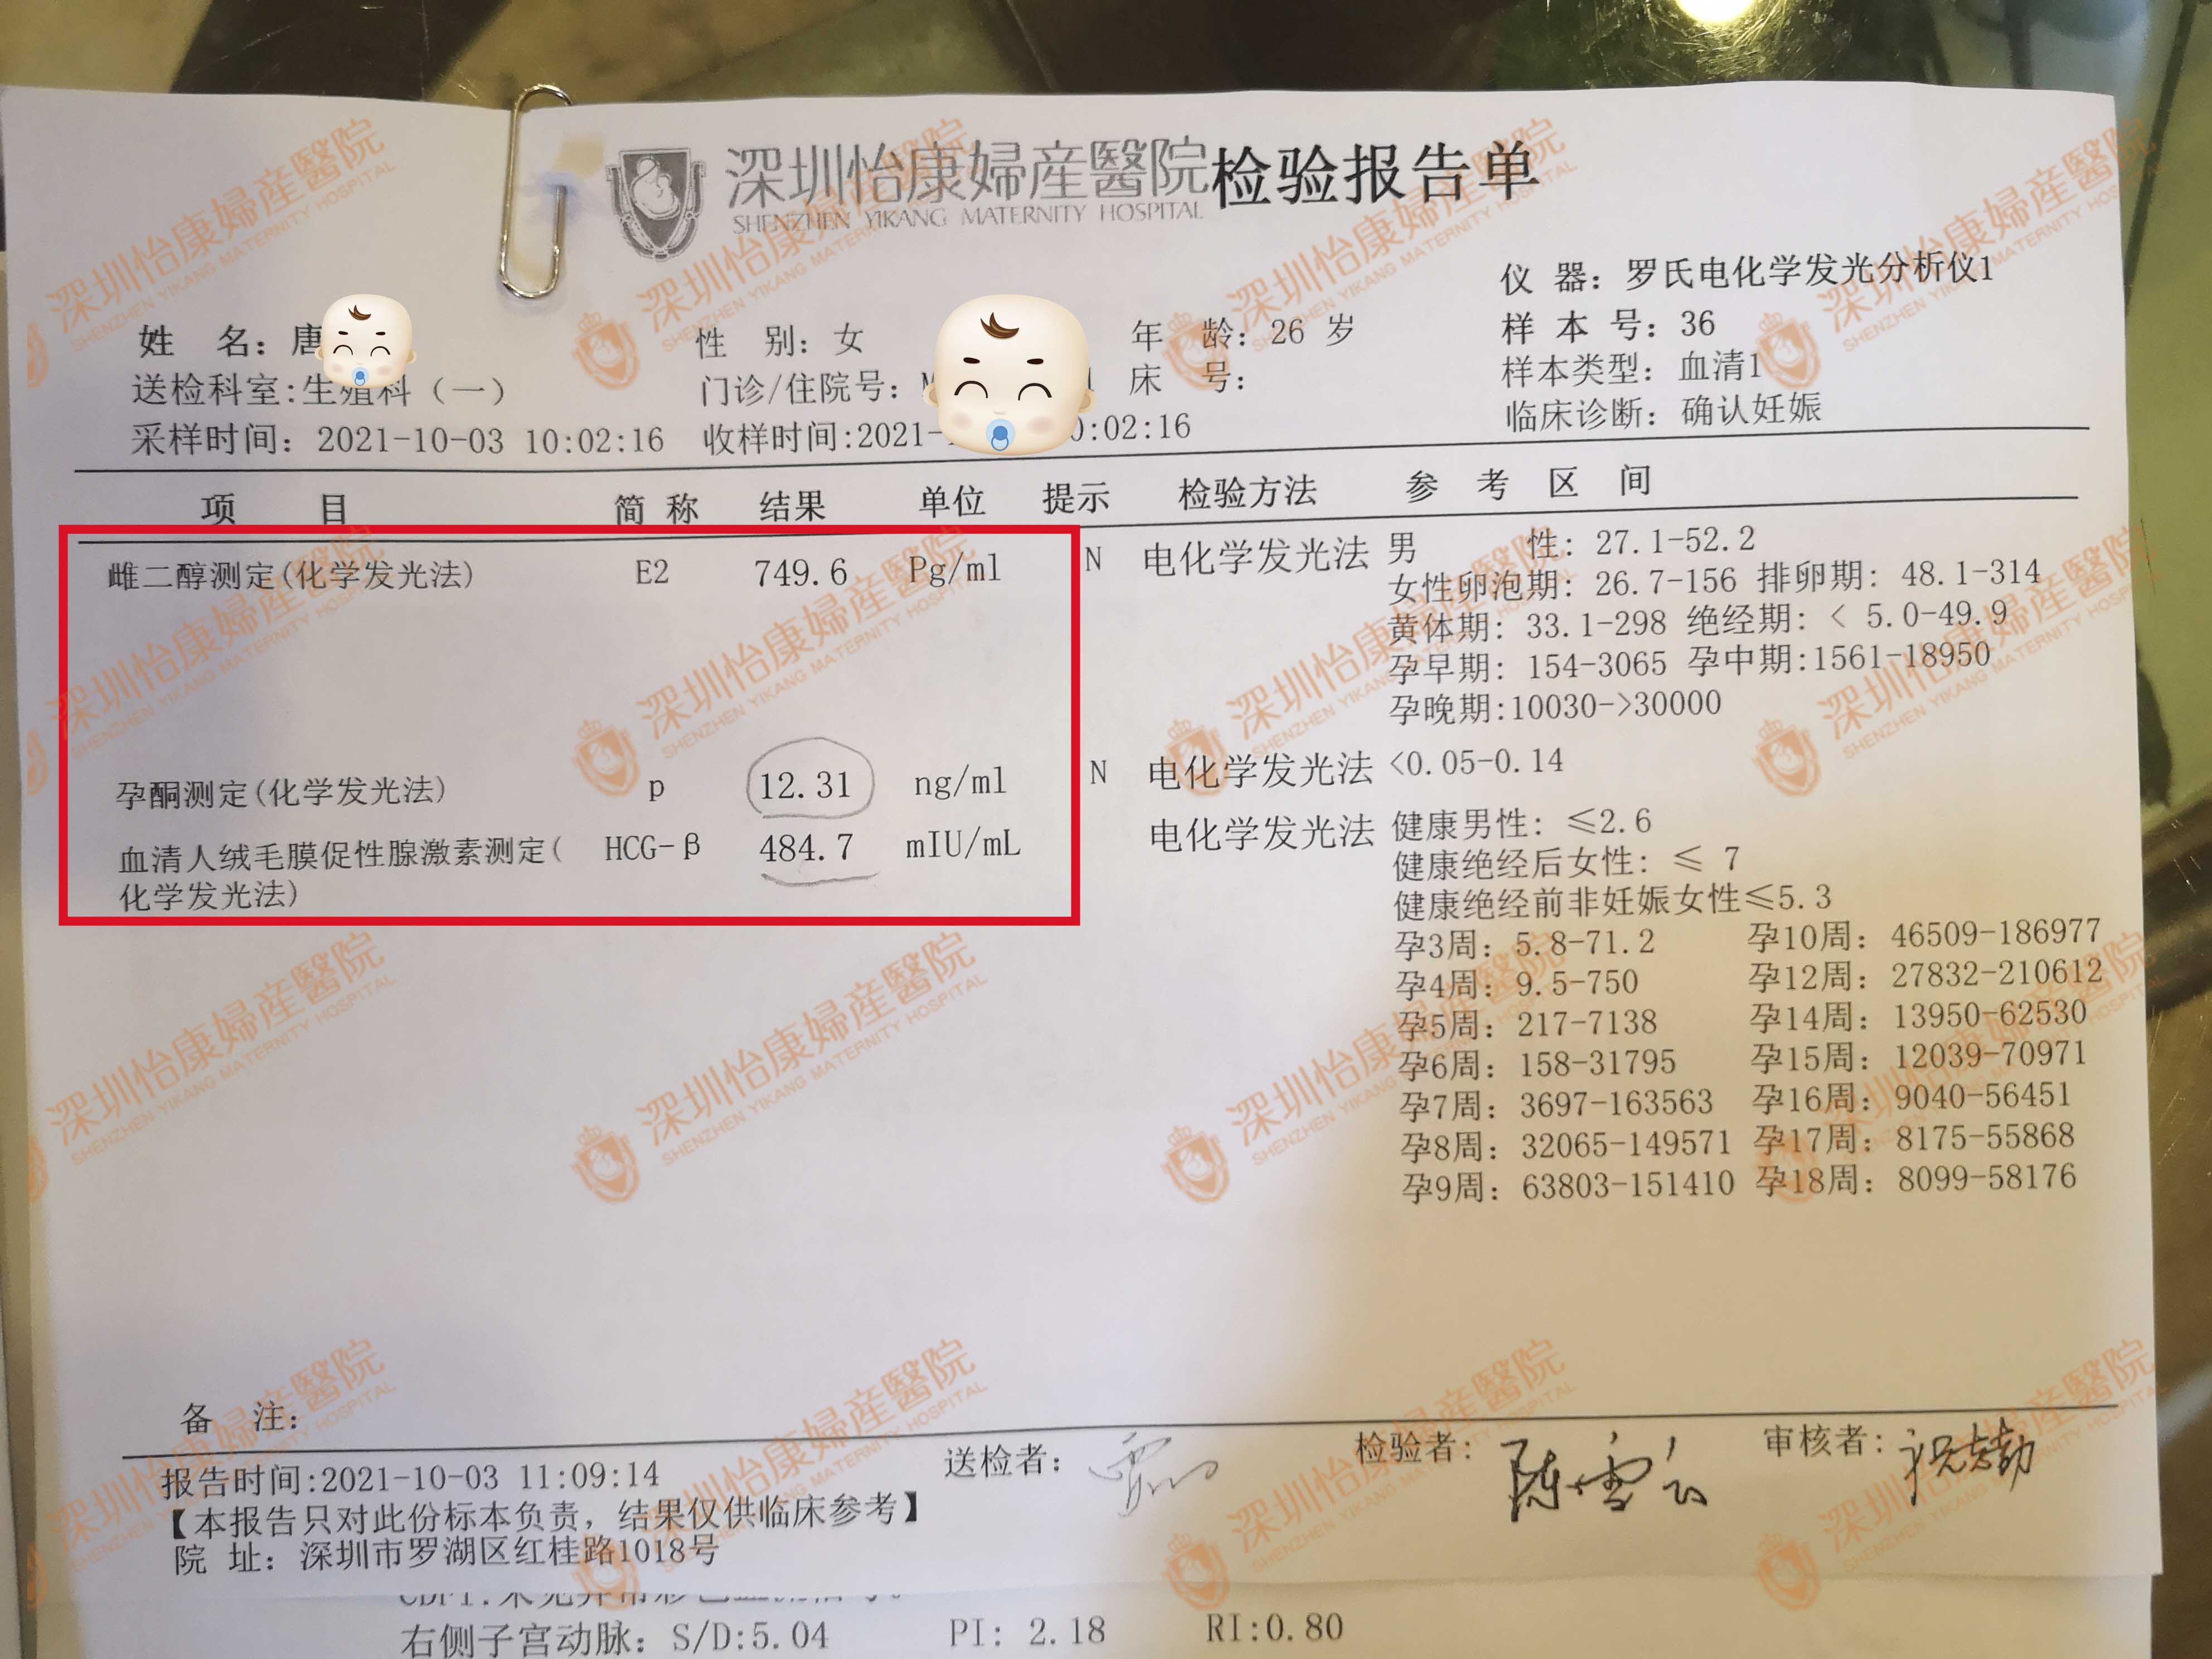 深圳怡康婦産醫院检验报告单
SHENZHEN YIKANG MATERNITY HOSPITAL
仪 器：罗氏电化学发光分析仪1
姓 名：唐 性 别：女 年 龄：26 岁 样 本 号：36
送检科室:生殖科（一） 门诊/住院号： 床 号： 样本类型：血清1
采样时间：2021-10-03 10:02:16 收样时间:2021- 0:02:16 临床诊断：确认妊娠
项 目 简 称 结果 单位 提示 检验方法 参 考 区 间
雌二醇测定(化学发光法) E2 749.6 Pg/ml N 电化学发光法 男 性：27.1-52.2
女性卵泡期：26.7-156 排卵期：48.1-314
黄体期：33.1-298 绝经期：< 5.0-49.9
孕早期：154-3065 孕中期:1561-18950
孕晚期:10030->30000
孕酮测定(化学发光法) p 12.31 ng/ml N 电化学发光法 <0.05-0.14
血清人绒毛膜促性腺激素测定( HCG-β 484.7 mIU/mL 电化学发光法 健康男性：≤2.6
化学发光法)
健康绝经后女性：≤ 7
健康绝经前非妊娠女性≤5.3
孕3周：5.8-71.2 孕10周：46509-186977
孕4周：9.5-750 孕12周：27832-210612
孕5周：217-7138 孕14周：13950-62530
孕6周：158-31795 孕15周：12039-70971
孕7周：3697-163563 孕16周：9040-56451
孕8周：32065-149571 孕17周：8175-55868
孕9周：63803-151410 孕18周：8099-58176
备 注：
报告时间:2021-10-03 11:09:14 送检者： 检验者： 审核者：
【本报告只对此份标本负责，结果仅供临床参考】
院 址：深圳市罗湖区红桂路1018号
右侧子宫动脉：S/D:5.04 PI: 2.18 RI:0.80